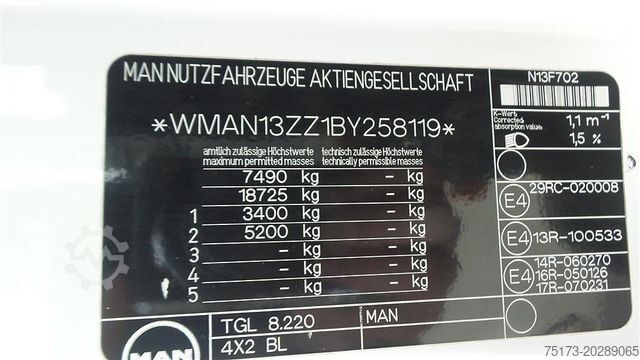 MAN NUTZFAHRZEUGE AKTIENGESELLSCHAFT
N13F702
*WMAN13ZZ1BY258119*
K-Wert:
Corrected absorption value: 1,1 m-1
1,5 %
amtlich zulässige Höchstwerte technisch zulässige Höchstwerte
maximum permitted masses technically permissible masses
7490 kg - kg
18725 kg - kg
1 3400 kg - kg
2 5200 kg - kg
3 - kg - kg
4 - kg - kg
5 - kg - kg
E4 29RC-020008
E4 13R-100533
E4 14R-060270
16R-050126
17R-070231
MAN
TGL 8.220 MAN
4X2 BL
75173-20289065